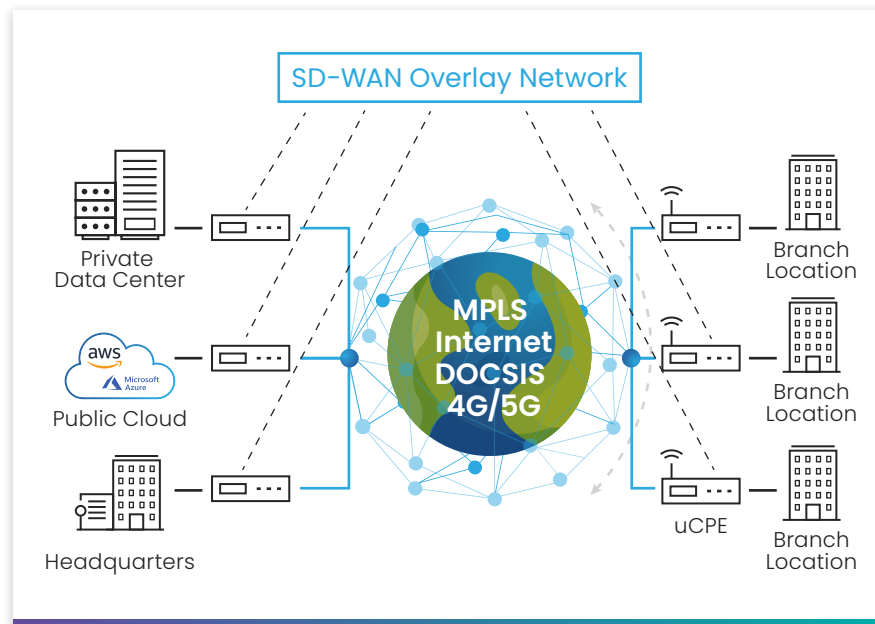 SD-WAN Overlay Network
Private
Data Center
aws
Microsoft
Azure
Public Cloud
Headquarters
MPLS
Internet
DOCSIS
4G/5G
Branch
Location
Branch
Location
uCPE
Branch
Location